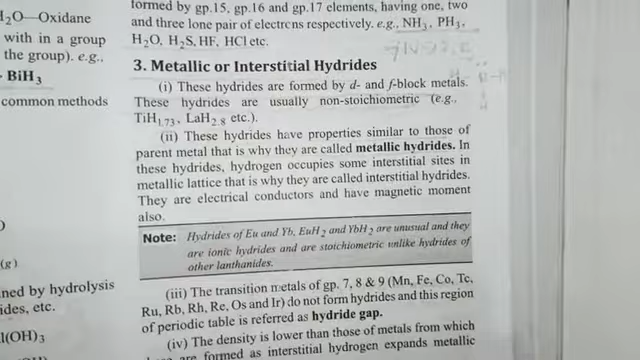 H2O—Oxidane
with in a group
the group). e.g.,
BiH3
common methods
(g)
ned by hydrolysis
ides, etc.
l(OH)3
formed by gp.15, gp.16 and gp.17 elements, having one, two
and three lone pair of electrons respectively. e.g., NH3, PH3,
H2O, H2S, HF, HCl etc.
3. Metallic or Interstitial Hydrides
(i) These hydrides are formed by d- and f-block metals.
These hydrides are usually non-stoichiometric (e.g.,
TiH1.73, LaH2.8 etc.).
(ii) These hydrides have properties similar to those of
parent metal that is why they are called metallic hydrides. In
these hydrides, hydrogen occupies some interstitial sites in
metallic lattice that is why they are called interstitial hydrides.
They are electrical conductors and have magnetic moment
also.
Note: Hydrides of Eu and Yb, EuH2 and YbH2 are unusual and they
are ionic hydrides and are stoichiometric unlike hydrides of
other lanthanides.
(iii) The transition metals of gp. 7, 8 & 9 (Mn, Fe, Co, Tc,
Ru, Rb, Rh, Re, Os and Ir) do not form hydrides and this region
of periodic table is referred as hydride gap.
(iv) The density is lower than those of metals from which
are formed as interstitial hydrogen expands metallic